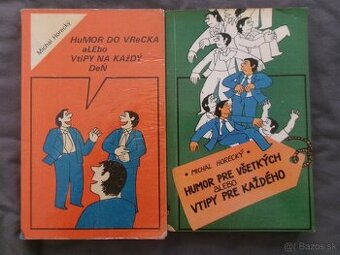 Michal Horecký
HuMOR DO VReCKA
aLEbo
VtiPY NA KAžDÝ
DeŇ
• MICHAL HORECKÝ •
HUMOR PRE VŠETKÝCH
ALEBO
VTIPY PRE KAŽDÉHO
Bazos.sk